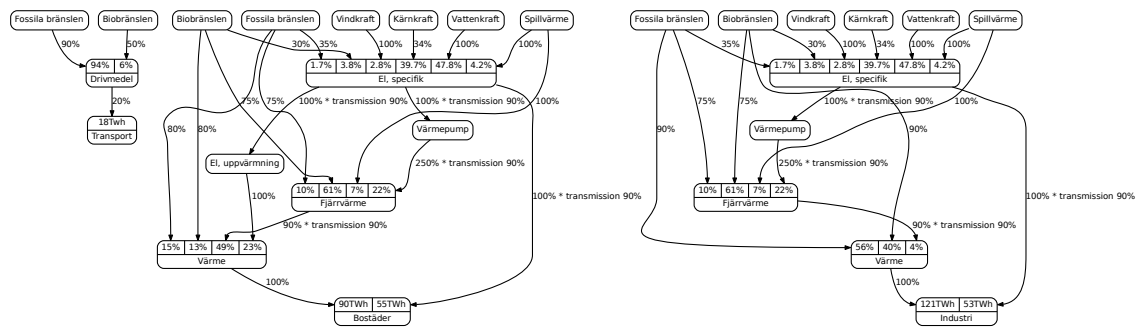 Fossila bränslen Biobränslen Biobränslen Fossila bränslen Vindkraft Kärnkraft Vattenkraft Spillvärme Fossila bränslen Biobränslen Vindkraft Kärnkraft Vattenkraft Spillvärme
90% 50% 30% 35% 100% 34% 100% 100% 35% 30% 100% 34% 100% 100%
94% 6% 1.7% 3.8% 2.8% 39.7% 47.8% 4.2% 1.7% 3.8% 2.8% 39.7% 47.8% 4.2%
Drivmedel El, specifik El, specifik
20% 75% 75% 100% * transmission 90% 100% * transmission 90% 100% 75% 75% 100% * transmission 90% 100%
18Twh
Transport 80% 80% Värmepump 90% Värmepump 90%
El, uppvärmning 250% * transmission 90% 250% * transmission 90%
10% 61% 7% 22% 10% 61% 7% 22%
100% Fjärrvärme 100% * transmission 90% Fjärrvärme 100% * transmission 90%
90% * transmission 90% 90% * transmission 90%
15% 13% 49% 23% 56% 40% 4%
Värme Värme
100% 100%
90TWh 55TWh 121TWh 53TWh
Bostäder Industri